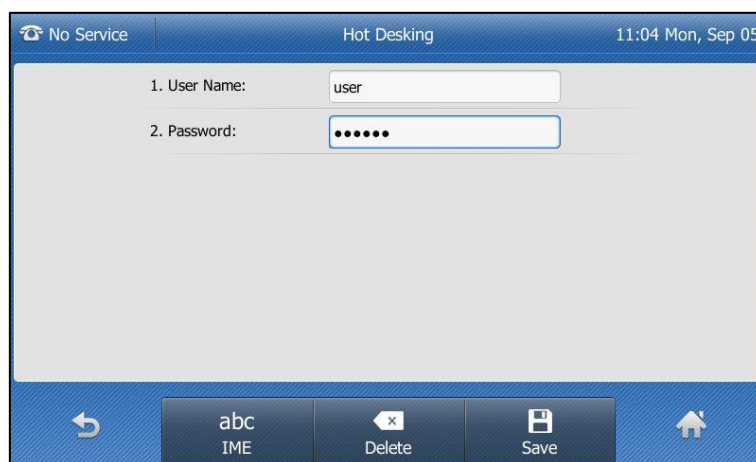 No Service Hot Desking 11:04 Mon, Sep 05
1. User Name: user
2. Password: ••••••
abc
IME Delete Save